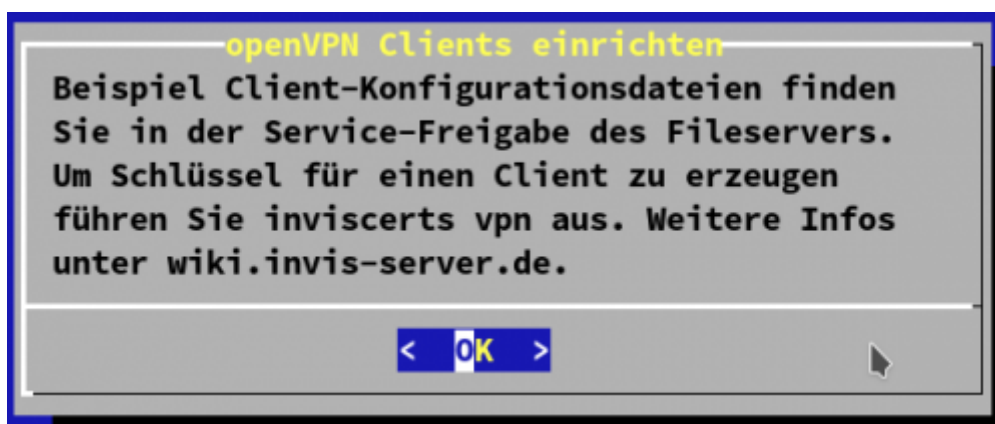 openVPN Clients einrichten
Beispiel Client-Konfigurationsdateien finden
Sie in der Service-Freigabe des Fileservers.
Um Schlüssel für einen Client zu erzeugen
führen Sie inviscerts vpn aus. Weitere Infos
unter wiki.invis-server.de.
< OK >